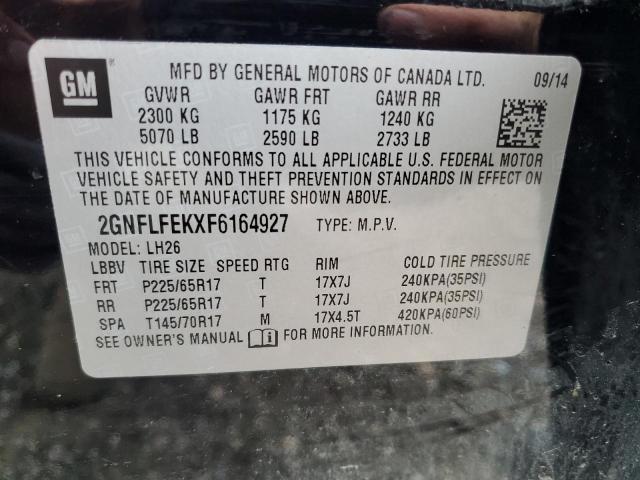 GM
MFD BY GENERAL MOTORS OF CANADA LTD. 09/14
GVWR GAWR FRT GAWR RR
2300 KG 1175 KG 1240 KG
5070 LB 2590 LB 2733 LB
THIS VEHICLE CONFORMS TO ALL APPLICABLE U.S. FEDERAL MOTOR
VEHICLE SAFETY AND THEFT PREVENTION STANDARDS IN EFFECT ON
THE DATE OF MANUFACTURE SHOWN ABOVE.
2GNFLFEKXF6164927 TYPE: M.P.V.
MODEL: LH26
LBBV TIRE SIZE SPEED RTG RIM COLD TIRE PRESSURE
FRT P225/65R17 T 17X7J 240KPA(35PSI)
RR P225/65R17 T 17X7J 240KPA(35PSI)
SPA T145/70R17 M 17X4.5T 420KPA(60PSI)
SEE OWNER'S MANUAL FOR MORE INFORMATION.